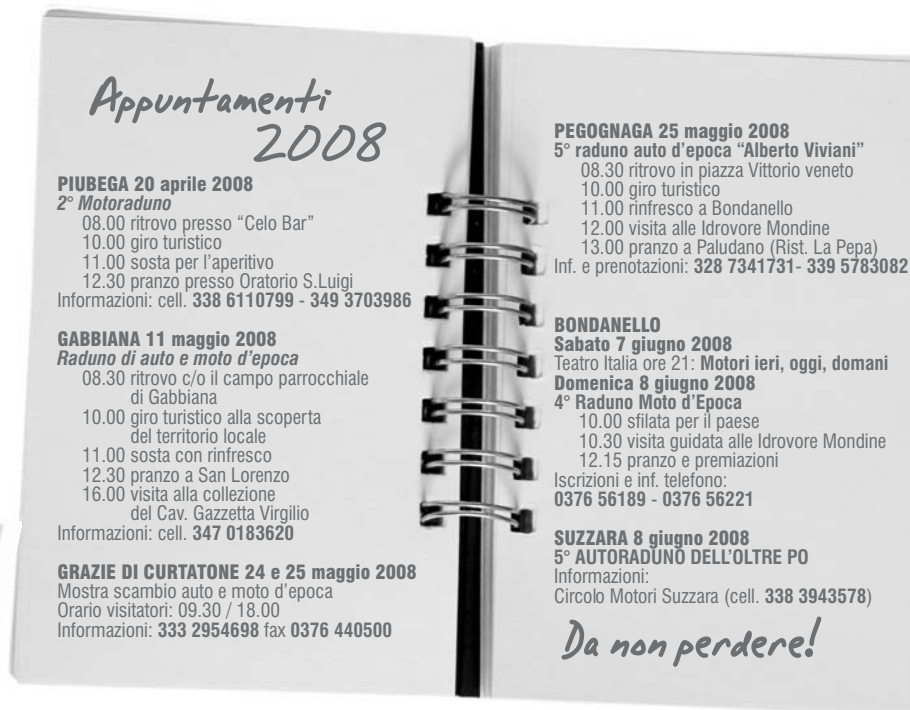 Appuntamenti
2008
PIUBEGA 20 aprile 2008
2° Motoraduno
08.00 ritrovo presso “Celo Bar”
10.00 giro turistico
11.00 sosta per l’aperitivo
12.30 pranzo presso Oratorio S.Luigi
Informazioni: cell. 338 6110799 - 349 3703986
GABBIANA 11 maggio 2008
Raduno di auto e moto d’epoca
08.30 ritrovo c/o il campo parrocchiale
di Gabbiana
10.00 giro turistico alla scoperta
del territorio locale
11.00 sosta con rinfresco
12.30 pranzo a San Lorenzo
16.00 visita alla collezione
del Cav. Gazzetta Virgilio
Informazioni: cell. 347 0183620
GRAZIE DI CURTATONE 24 e 25 maggio 2008
Mostra scambio auto e moto d’epoca
Orario visitatori: 09.30 / 18.00
Informazioni: 333 2954698 fax 0376 440500
PEGOGNAGA 25 maggio 2008
5° raduno auto d’epoca “Alberto Viviani”
08.30 ritrovo in piazza Vittorio veneto
10.00 giro turistico
11.00 rinfresco a Bondanello
12.00 visita alle Idrovore Mondine
13.00 pranzo a Paludano (Rist. La Pepa)
Inf. e prenotazioni: 328 7341731- 339 5783082
BONDANELLO
Sabato 7 giugno 2008
Teatro Italia ore 21: Motori ieri, oggi, domani
Domenica 8 giugno 2008
4° Raduno Moto d’Epoca
10.00 sfilata per il paese
10.30 visita guidata alle Idrovore Mondine
12.15 pranzo e premiazioni
Iscrizioni e inf. telefono:
0376 56189 - 0376 56221
SUZZARA 8 giugno 2008
5° AUTORADUNO DELL’OLTRE PO
Informazioni:
Circolo Motori Suzzara (cell. 338 3943578)
Da non perdere!